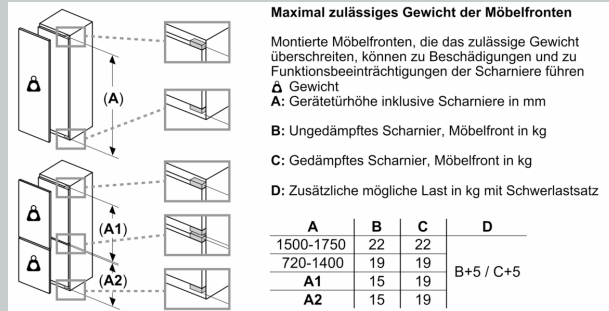 Maximal zulässiges Gewicht der Möbelfronten
Montierte Möbelfronten, die das zulässige Gewicht
überschreiten, können zu Beschädigungen und zu
Funktionsbeeinträchtigungen der Scharniere führen
Gewicht
A: Gerätetürhöhe inklusive Scharniere in mm
B: Ungedämpftes Scharnier, Möbelfront in kg
C: Gedämpftes Scharnier, Möbelfront in kg
D: Zusätzliche mögliche Last in kg mit Schwerlastsatz
A B C D
1500-1750 22 22
720-1400 19 19
A1 15 19
A2 15 19
B+5 / C+5
(A)
(A1)
(A2)